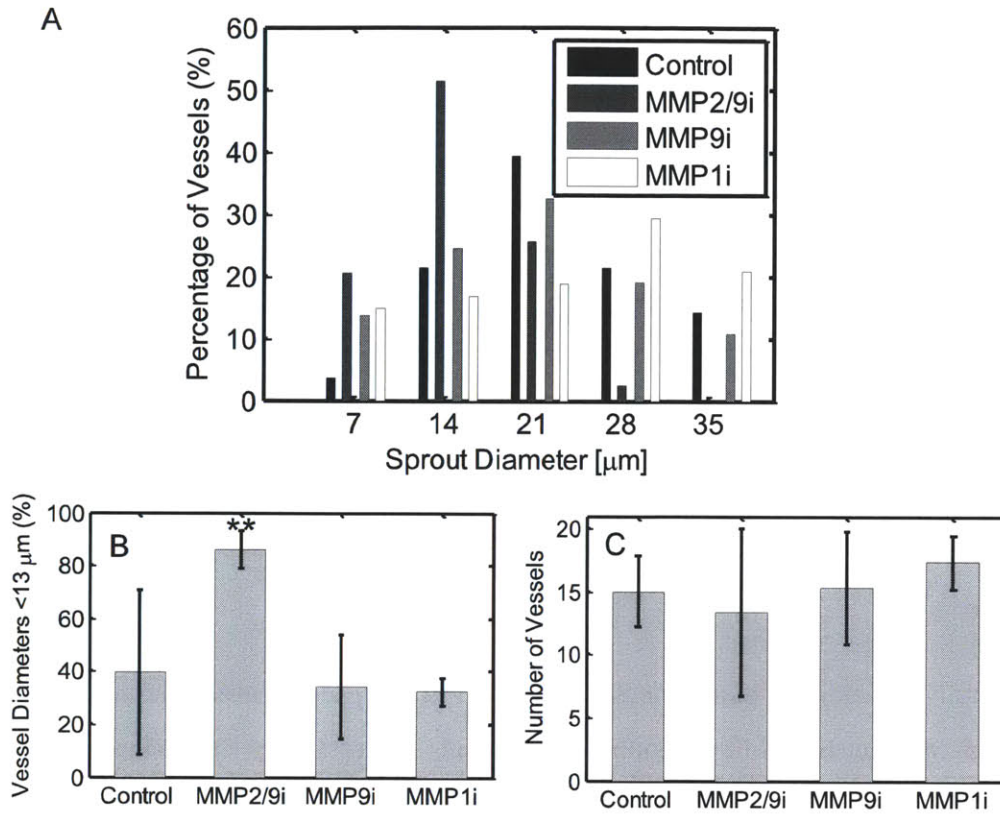 A
60
50
40
30
20
10
0
Percentage of Vessels (%)
Control
MMP2/9i
MMP9i
MMP1i
7 14 21 28 35
Sprout Diameter [μm]
B
**
100
80
60
40
20
0
Vessel Diameters <13 μm (%)
Control MMP2/9i MMP9i MMP1i
C
20
15
10
5
0
Number of Vessels
Control MMP2/9i MMP9i MMP1i